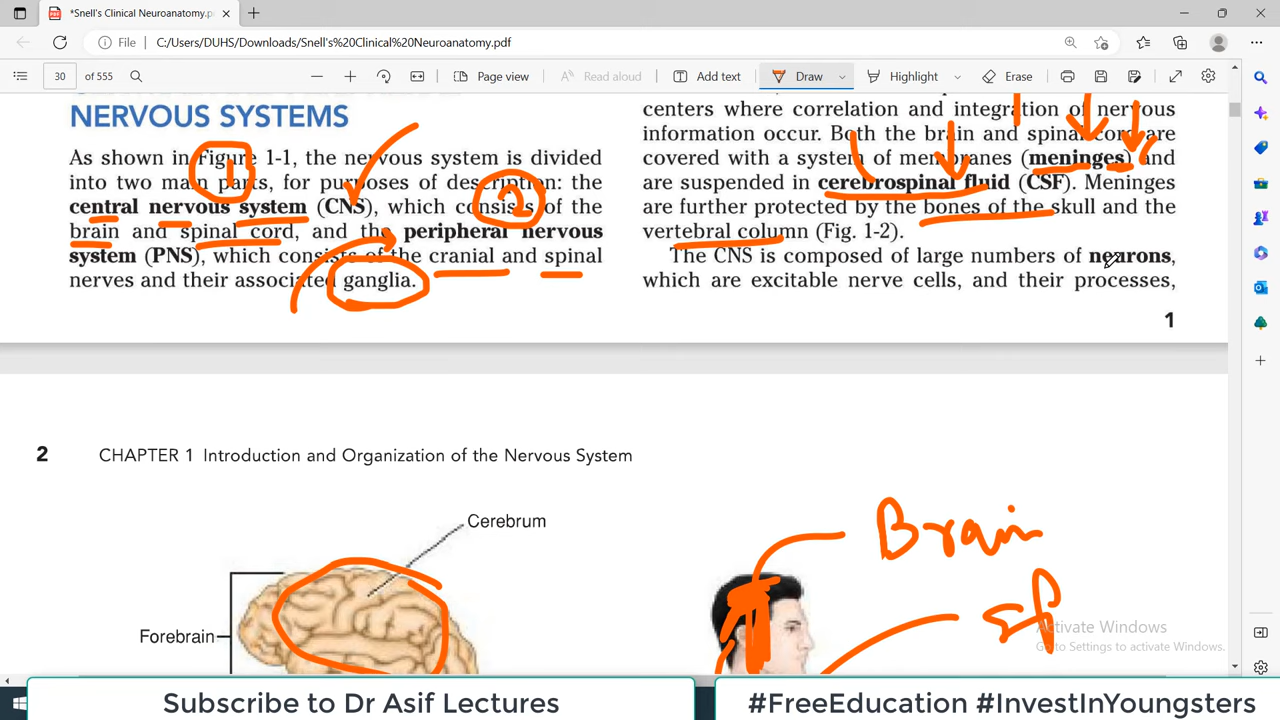 *Snell's Clinical Neuroanatomy.p
File
C:/Users/DUHS/Downloads/Snell's%20Clinical%20Neuroanatomy.pdf
30 of 555
Page view
Read aloud
Add text
Draw
Highlight
Erase
NERVOUS SYSTEMS
As shown in Figure 1-1, the nervous system is divided
into two main parts, for purposes of description: the
central nervous system (CNS), which consists of the
brain and spinal cord, and the peripheral nervous
system (PNS), which consists of the cranial and spinal
nerves and their associated ganglia.
1
2
centers where correlation and integration of nervous
information occur. Both the brain and spinal cord are
covered with a system of membranes (meninges) and
are suspended in cerebrospinal fluid (CSF). Meninges
are further protected by the bones of the skull and the
vertebral column (Fig. 1-2).
The CNS is composed of large numbers of neurons,
which are excitable nerve cells, and their processes,
1
2 CHAPTER 1 Introduction and Organization of the Nervous System
Cerebrum
Forebrain
Brain
Activate Windows
Go to Settings to activate Windows.
Subscribe to Dr Asif Lectures
#FreeEducation #InvestInYoungsters